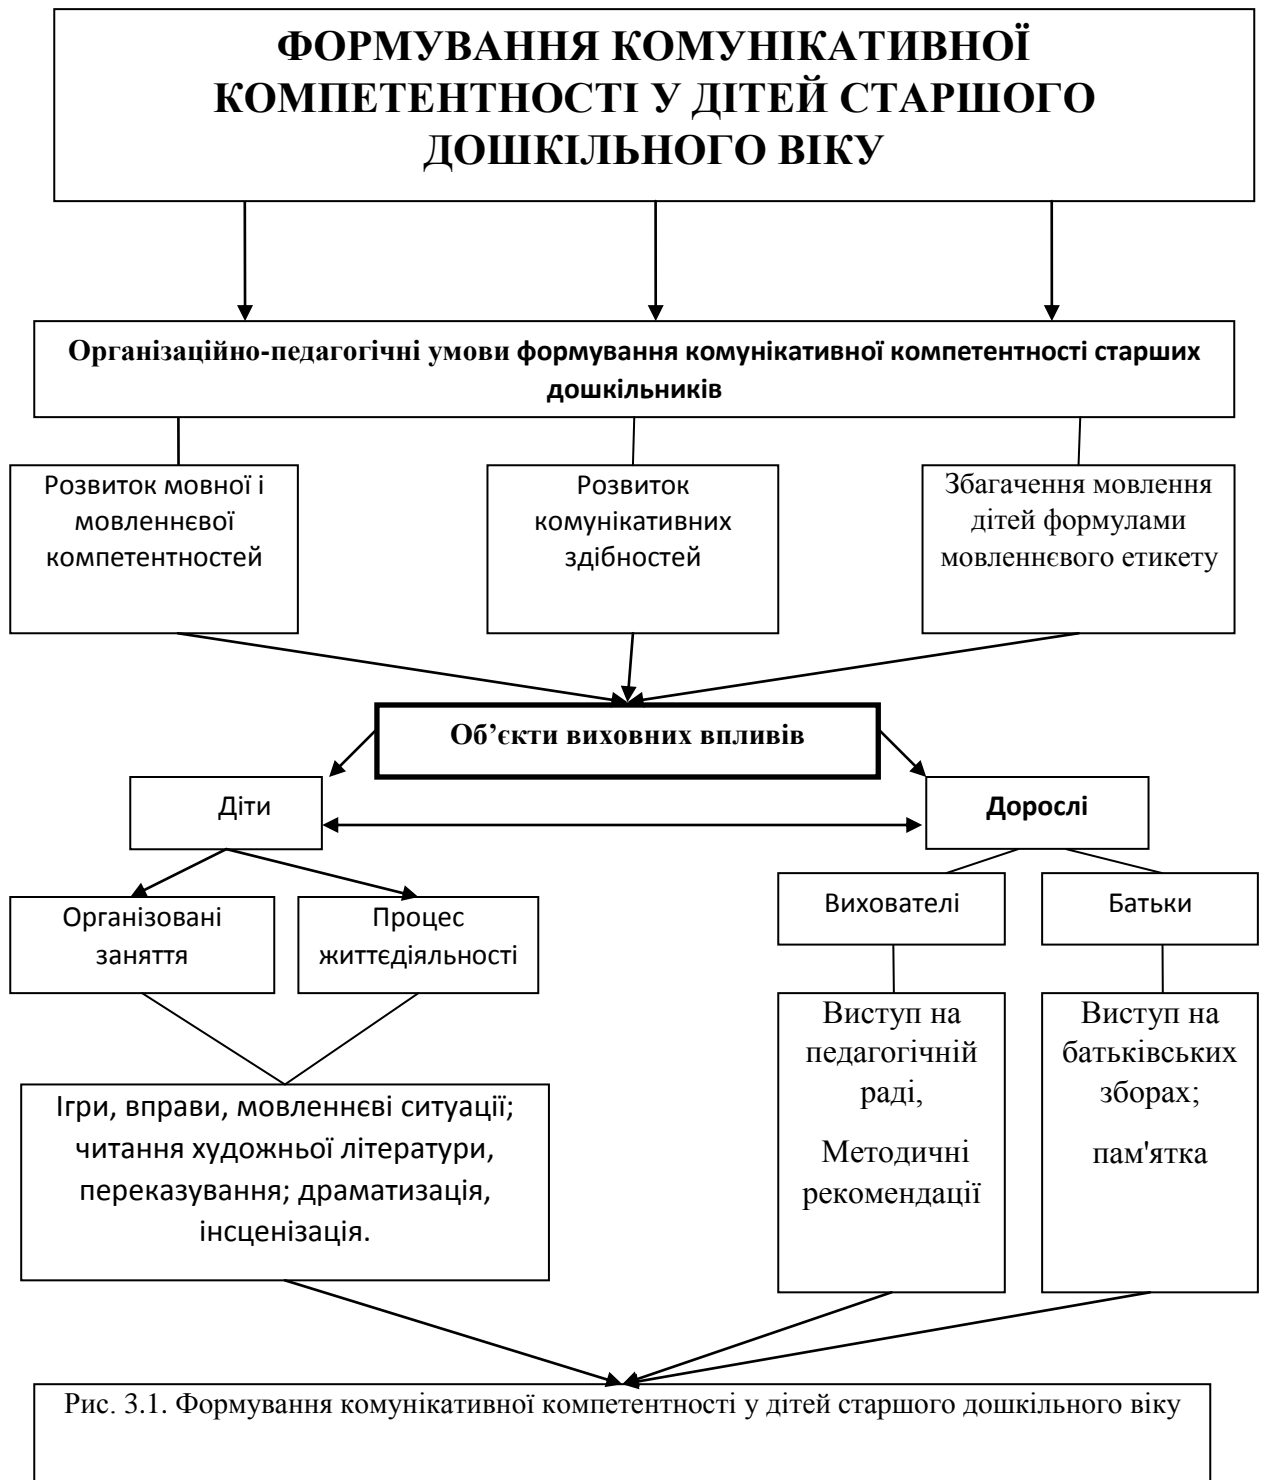 ФОРМУВАННЯ КОМУНІКАТИВНОЇ
КОМПЕТЕНТНОСТІ У ДІТЕЙ СТАРШОГО
ДОШКІЛЬНОГО ВІКУ
Організаційно-педагогічні умови формування комунікативної компетентності старших
дошкільників
Розвиток мовної і
мовленнєвої
компетентностей
Розвиток
комунікативних
здібностей
Збагачення мовлення
дітей формулами
мовленнєвого етикету
Об’єкти виховних впливів
Діти
Дорослі
Організовані
заняття
Процес
життєдіяльності
Вихователі
Батьки
Ігри, вправи, мовленнєві ситуації;
читання художньої літератури,
переказування; драматизація,
інсценізація.
Виступ на
педагогічній
раді,
Методичні
рекомендації
Виступ на
батьківських
зборах;
пам'ятка
Рис. 3.1. Формування комунікативної компетентності у дітей старшого дошкільного віку